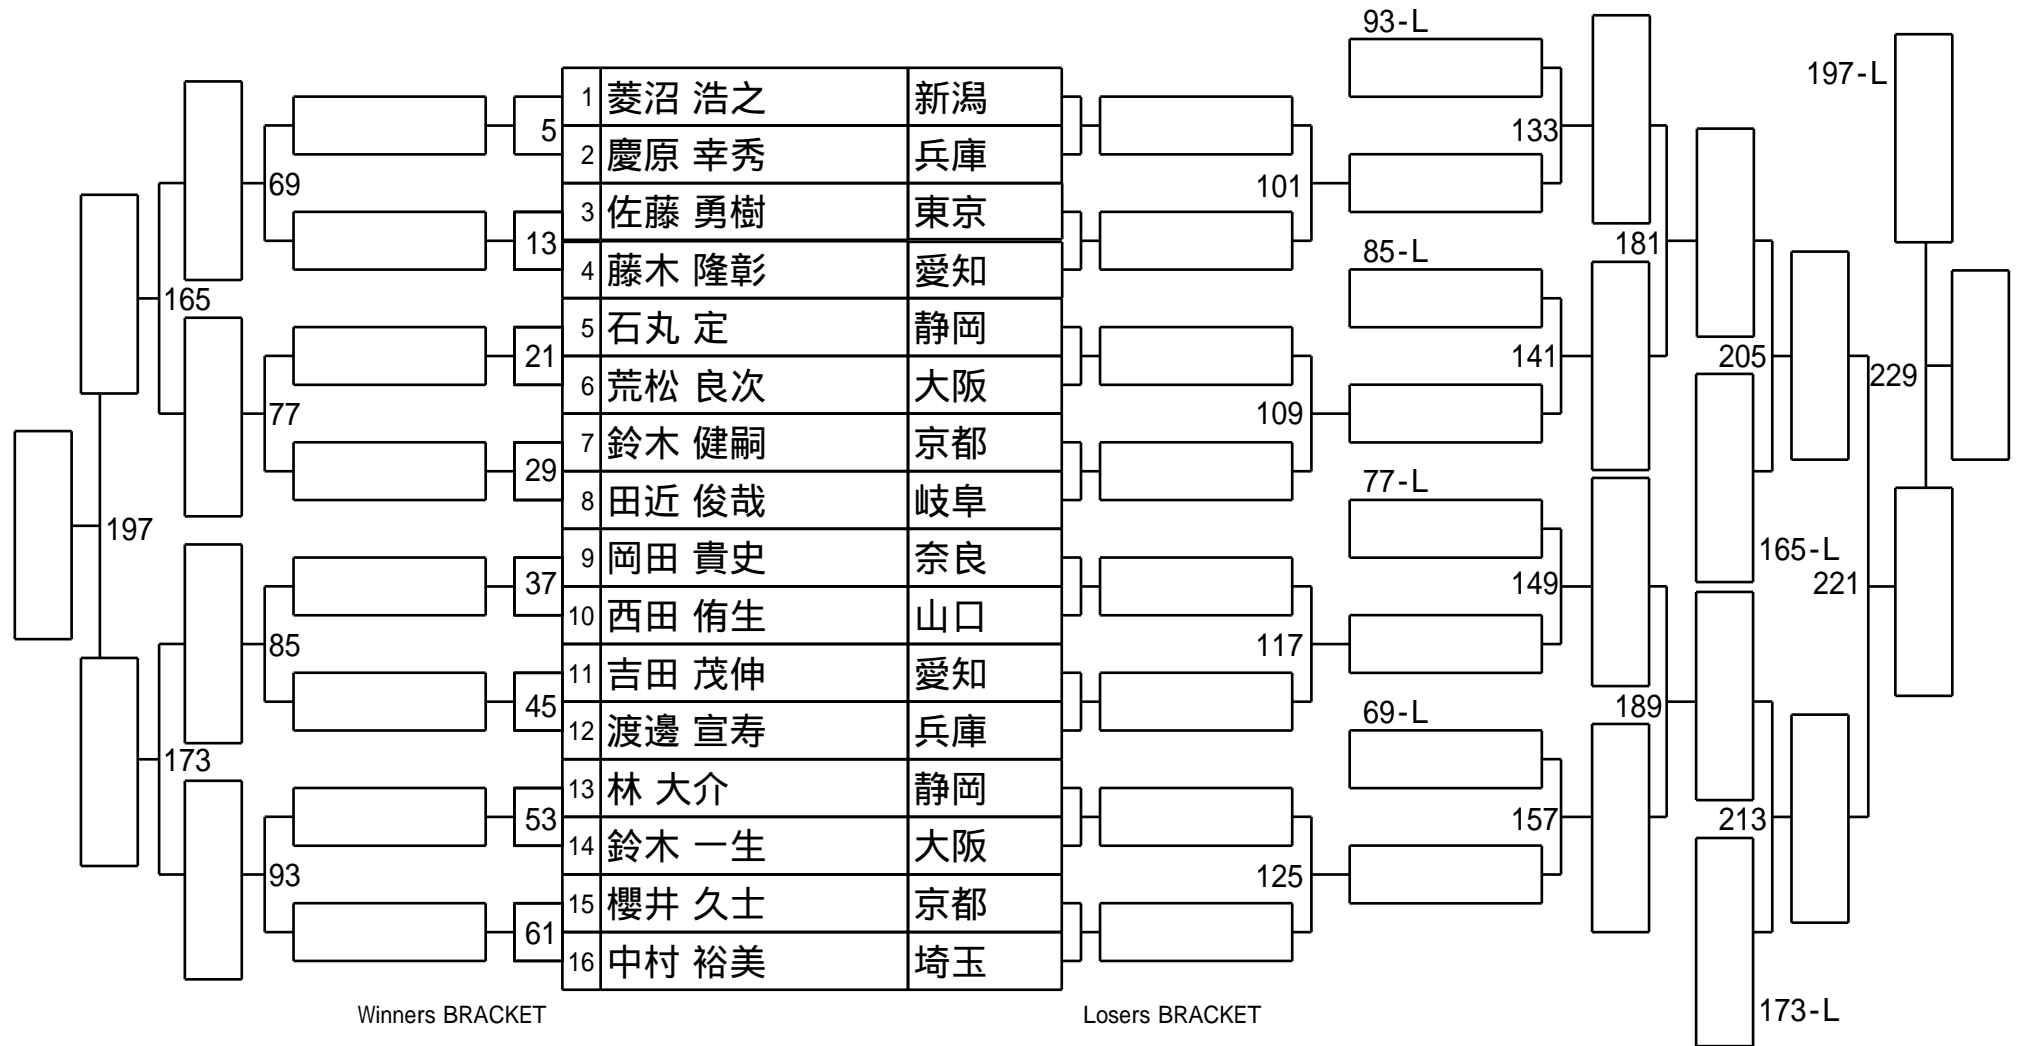 93-L
197-L
1 菱沼 浩之 新潟
5
133
2 慶原 幸秀 兵庫
69
101
3 佐藤 勇樹 東京
13
181
85-L
4 藤木 隆彰 愛知
165
5 石丸 定 静岡
21
141
205
229
6 荒松 良次 大阪
77
109
7 鈴木 健嗣 京都
29
77-L
8 田近 俊哉 岐阜
197
9 岡田 貴史 奈良
165-L
37
149
221
10 西田 侑生 山口
85
117
11 吉田 茂伸 愛知
45
69-L
189
12 渡邊 宣寿 兵庫
173
13 林 大介 静岡
53
157
213
14 鈴木 一生 大阪
93
125
15 櫻井 久士 京都
61
16 中村 裕美 埼玉
Winners BRACKET
Losers BRACKET
173-L